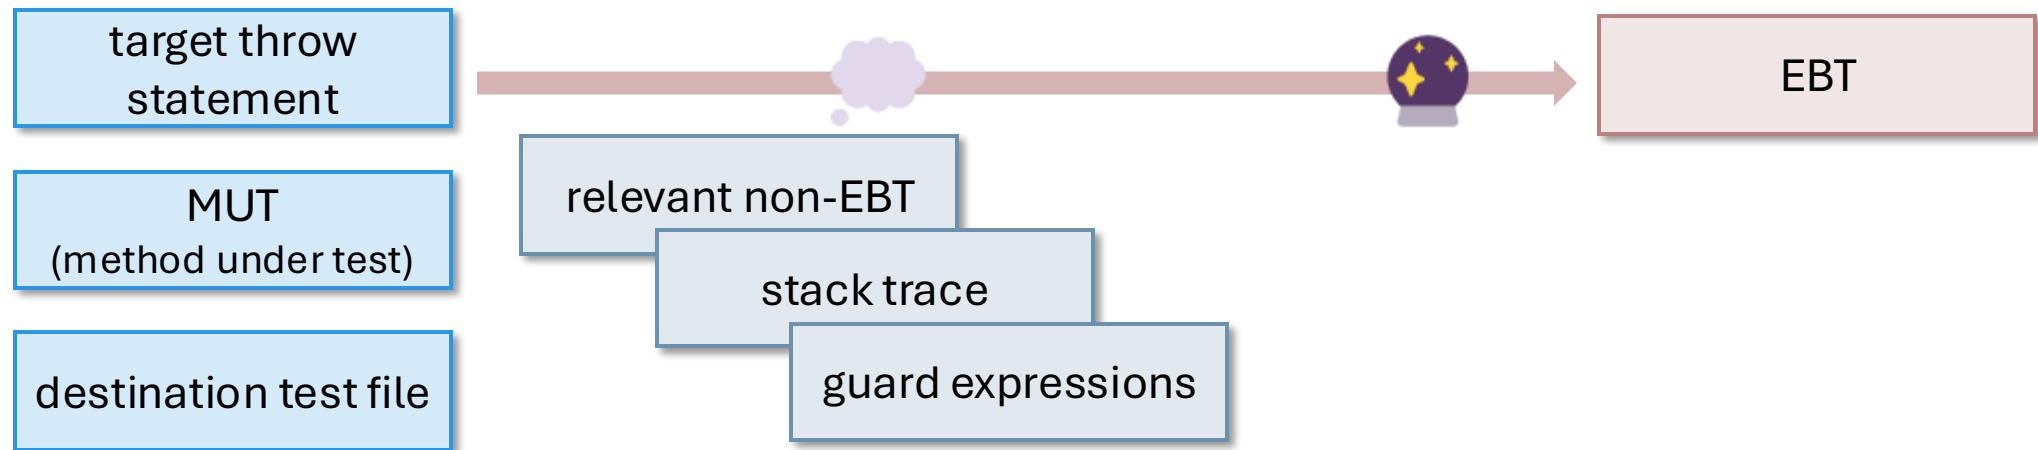 target throw
statement
MUT
(method under test)
destination test file
relevant non-EBT
stack trace
guard expressions
EBT